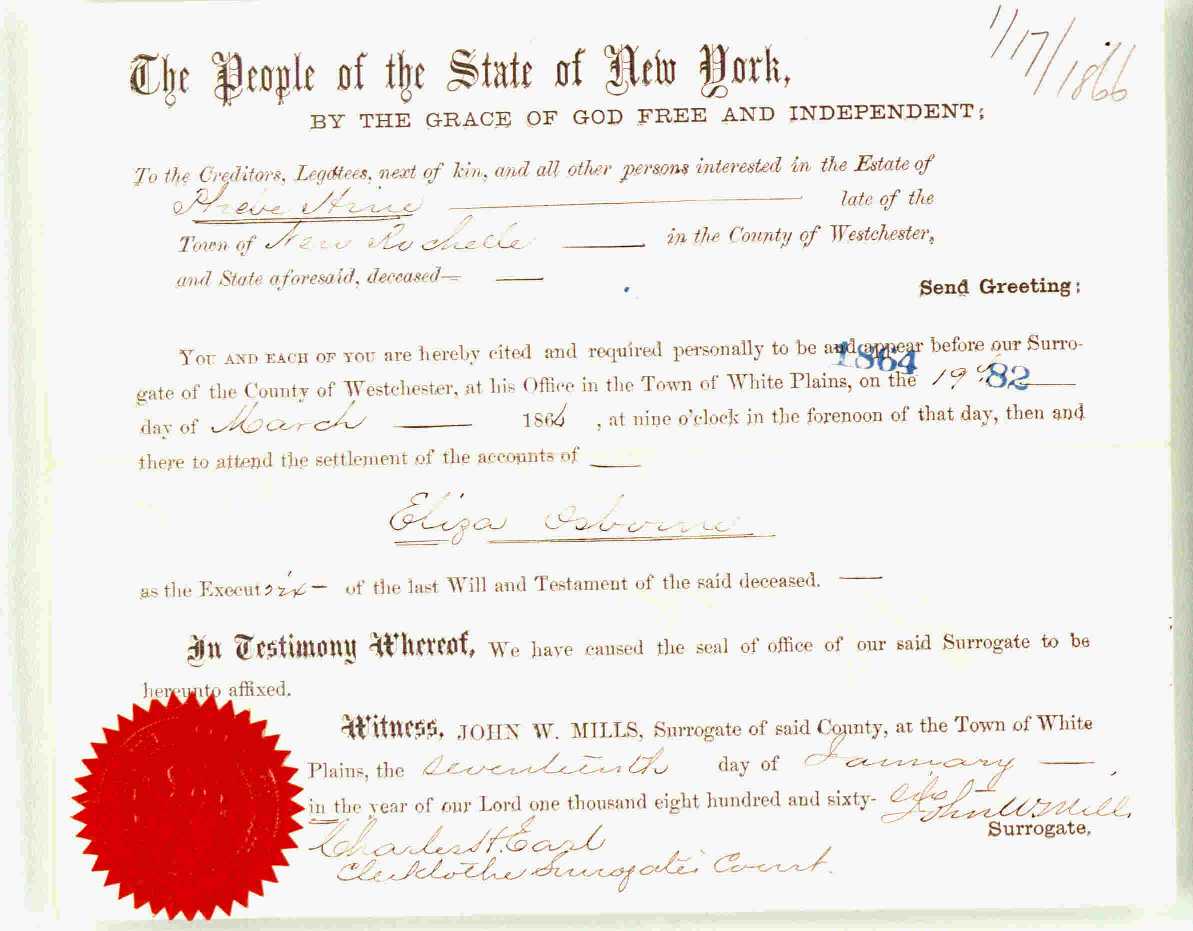 1/17/1866
The People of the State of New York,
BY THE GRACE OF GOD FREE AND INDEPENDENT;
To the Creditors, Legatees, next of kin, and all other persons interested in the Estate of
Phebe late of the
Town of New Rochelle in the County of Westchester,
and State aforesaid, deceased
Send Greeting;
YOU AND EACH OF YOU are hereby cited and required personally to be and appear before our Surro-
1864
gate of the County of Westchester, at his Office in the Town of White Plains, on the 19th
82
day of March 1866, at nine o'clock in the forenoon of that day, then and
there to attend the settlement of the accounts of
Eliza Osborne
as the Executrix of the last Will and Testament of the said deceased.
In Testimony Whereof, We have caused the seal of office of our said Surrogate to be
hereunto affixed.
Witness, JOHN W. MILLS, Surrogate of said County, at the Town of White
Plains, the seventeenth day of January,
in the year of our Lord one thousand eight hundred and sixty-
John W. Mills
Surrogate,
Charles H. Earl
Clerk to the Surrogate's Court.